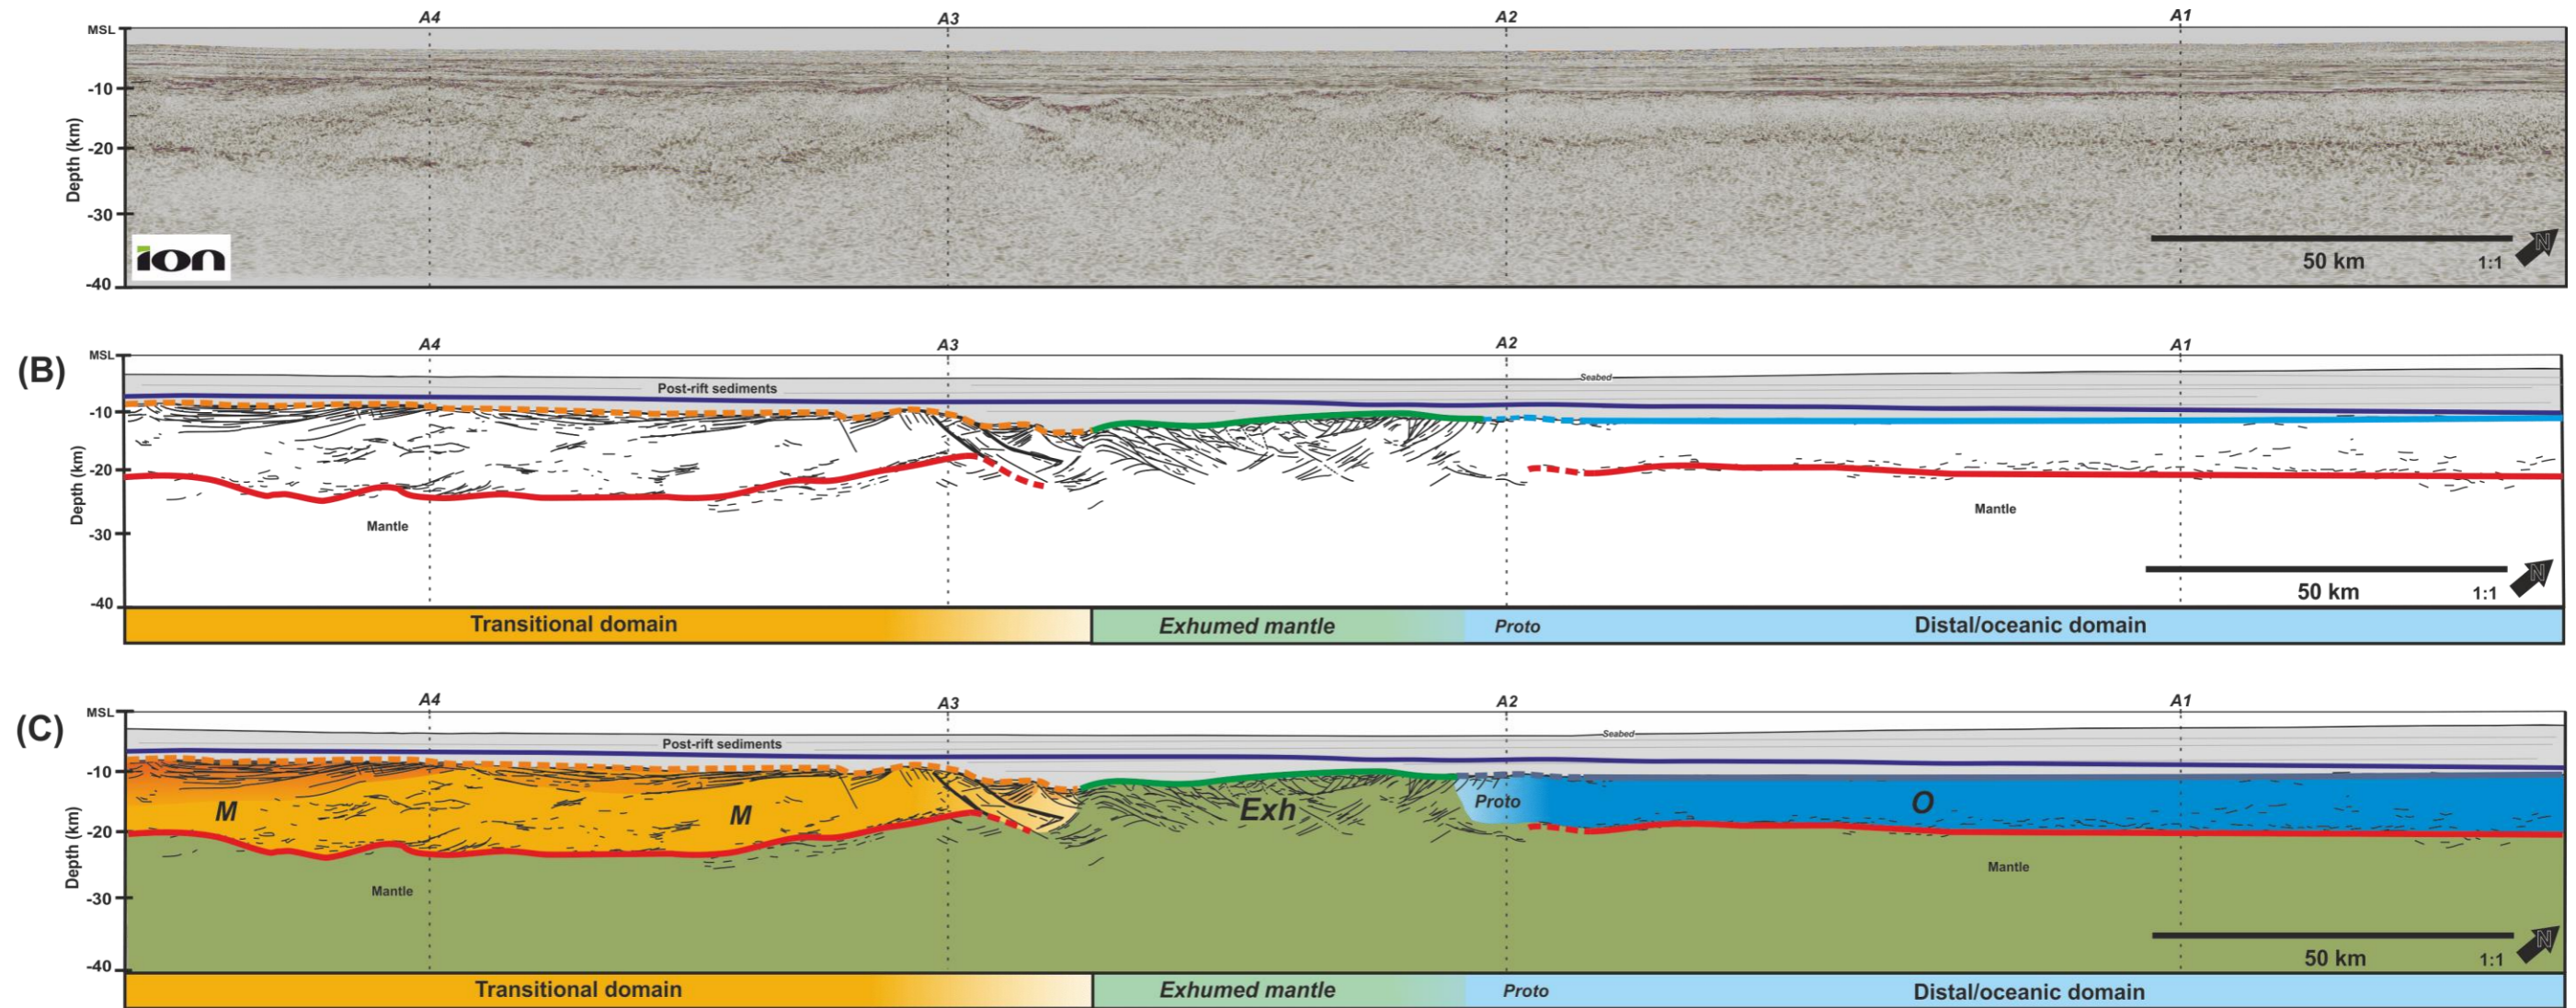 A4 A3 A2 A1
MSL
-10
-20
-30
-40
Depth (km)
ion
50 km 1:1 N
(B)
A4 A3 A2 A1
MSL
-10
-20
-30
-40
Depth (km)
Post-rift sediments
Seabed
Mantle
Mantle
50 km 1:1 N
Transitional domain Exhumed mantle Proto Distal/oceanic domain
(C)
A4 A3 A2 A1
MSL
-10
-20
-30
-40
Depth (km)
Post-rift sediments
Seabed
M M Exh Proto O
Mantle
Mantle
50 km 1:1 N
Transitional domain Exhumed mantle Proto Distal/oceanic domain